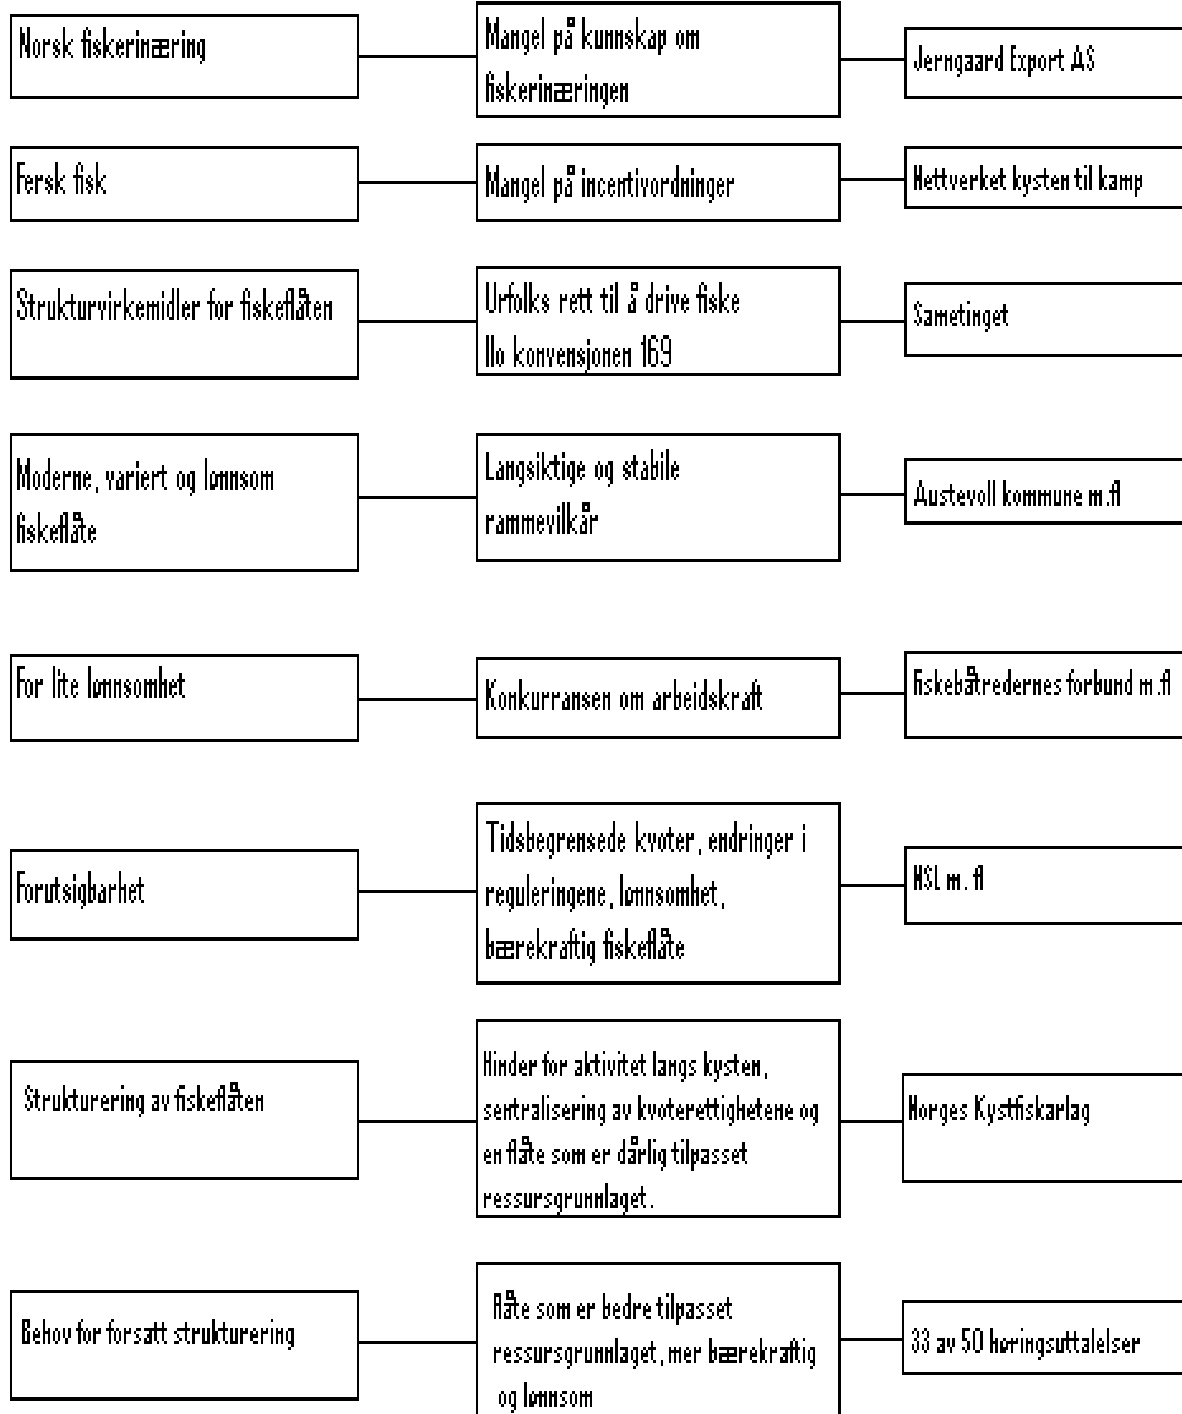 Norsk fiskerinæring
Mangel på kunnskap om
fiskerinæringen
Jerngaard Export AS
Fersk fisk
Mangel på incentivordninger
Nettverket kysten til kamp
Strukturvirkemidler for fiskeflåten
Urfolks rett til å drive fiske
Ilo konvensjonen 169
Sametinget
Moderne, variert og lønnsom
fiskeflåte
Langsiktige og stabile
rammevilkår
Austevoll kommune m.fl
For lite lønnsomhet
Konkurransen om arbeidskraft
Fiskebåtredernes forbund m.fl
Forutsigbarhet
Tidsbegrensede kvoter, endringer i
reguleringene, lønnsomhet,
bærekraftig fiskeflåte
NSL m. fl
Strukturering av fiskeflåten
Hinder for aktivitet langs kysten,
sentralisering av kvoterettighetene og
en flåte som er dårlig tilpasset
ressursgrunnlaget.
Norges Kystfiskarlag
Behov for forsatt strukturering
Flåte som er bedre tilpasset
ressursgrunnlaget, mer bærekraftig
og lønnsom
33 av 50 høringsuttalelser